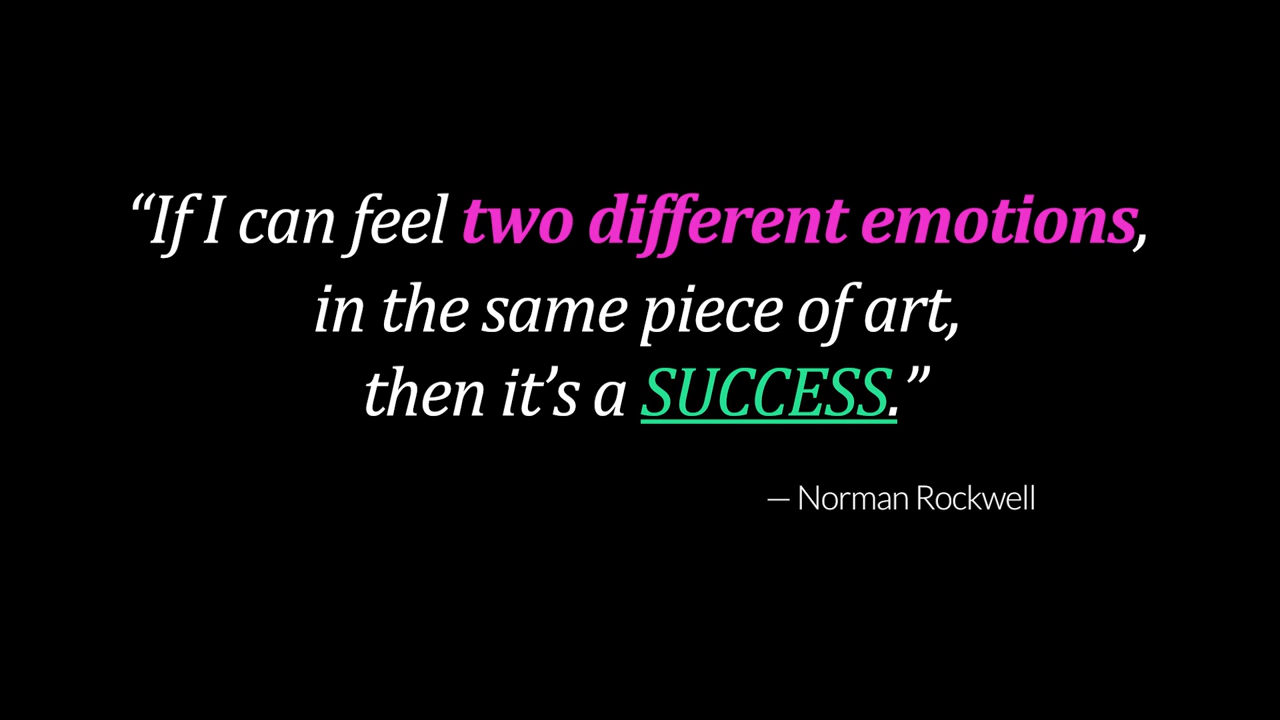 “If I can feel two different emotions,
in the same piece of art,
then it’s a SUCCESS.”
— Norman Rockwell